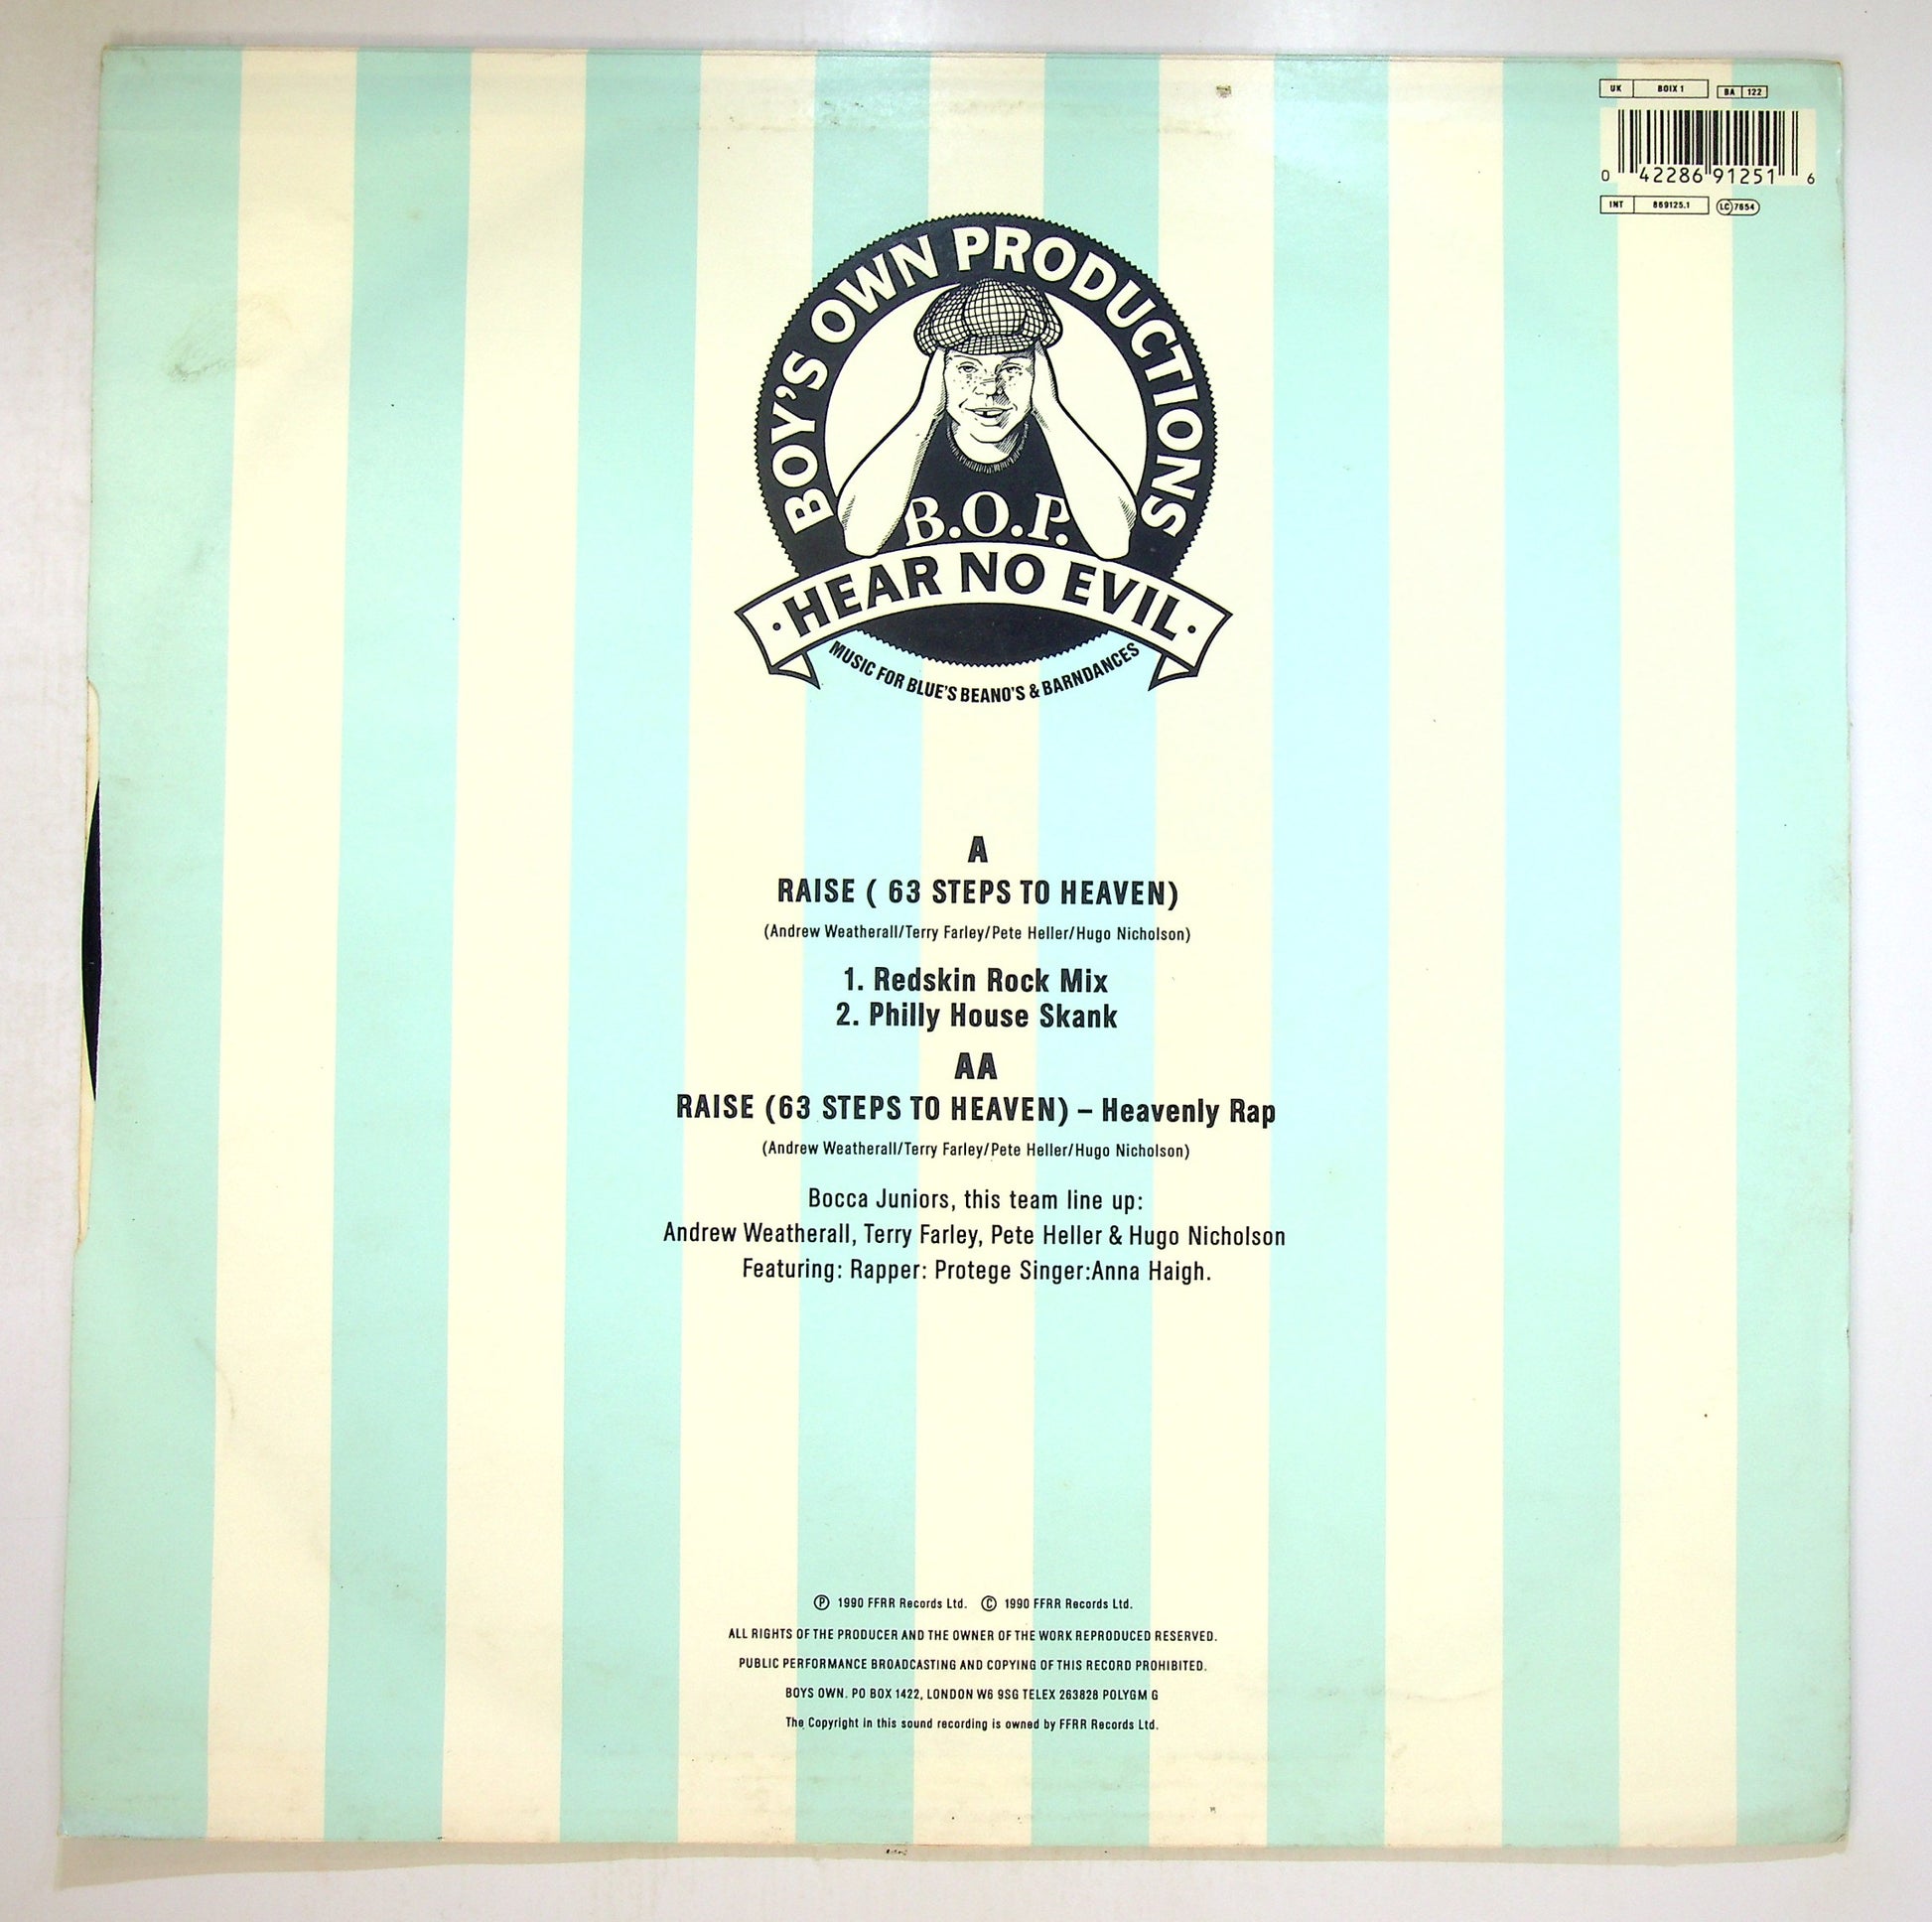 UK BOIX 1 BA 122
0 42286 91251 6
INT 869125.1 LC 7654
BOY'S OWN PRODUCTIONS
B.O.P.
• HEAR NO EVIL •
MUSIC FOR BLUE'S BEANO'S & BARNDANCES
A
RAISE ( 63 STEPS TO HEAVEN)
(Andrew Weatherall/Terry Farley/Pete Heller/Hugo Nicholson)
1. Redskin Rock Mix
2. Philly House Skank
AA
RAISE (63 STEPS TO HEAVEN) – Heavenly Rap
(Andrew Weatherall/Terry Farley/Pete Heller/Hugo Nicholson)
Bocca Juniors, this team line up:
Andrew Weatherall, Terry Farley, Pete Heller & Hugo Nicholson
Featuring: Rapper: Protege Singer:Anna Haigh.
Ⓟ 1990 FFRR Records Ltd. © 1990 FFRR Records Ltd.
ALL RIGHTS OF THE PRODUCER AND THE OWNER OF THE WORK REPRODUCED RESERVED.
PUBLIC PERFORMANCE BROADCASTING AND COPYING OF THIS RECORD PROHIBITED.
BOYS OWN. PO BOX 1422, LONDON W6 9SG TELEX 263828 POLYGM G
The Copyright in this sound recording is owned by FFRR Records Ltd.